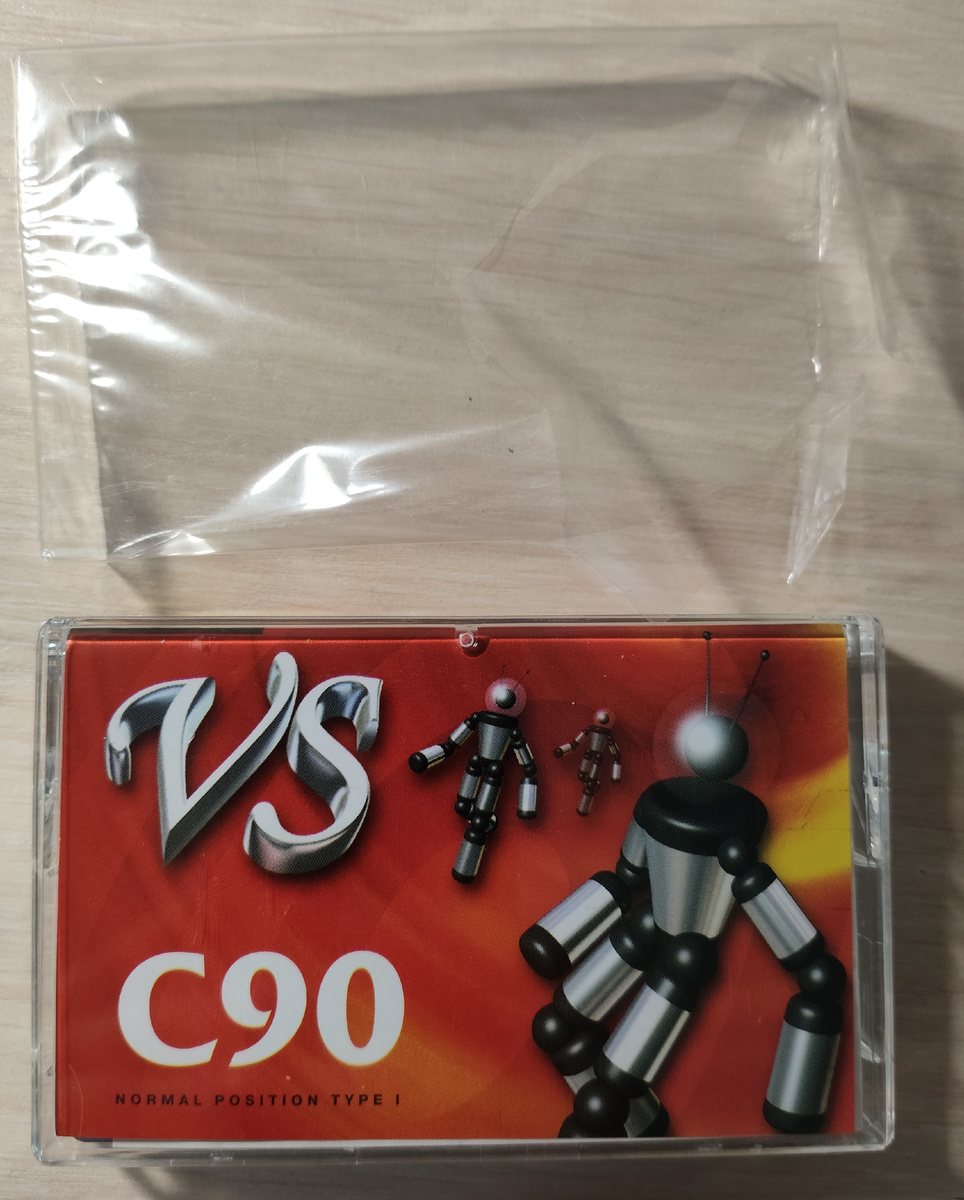 VS
C90
NORMAL POSITION TYPE I